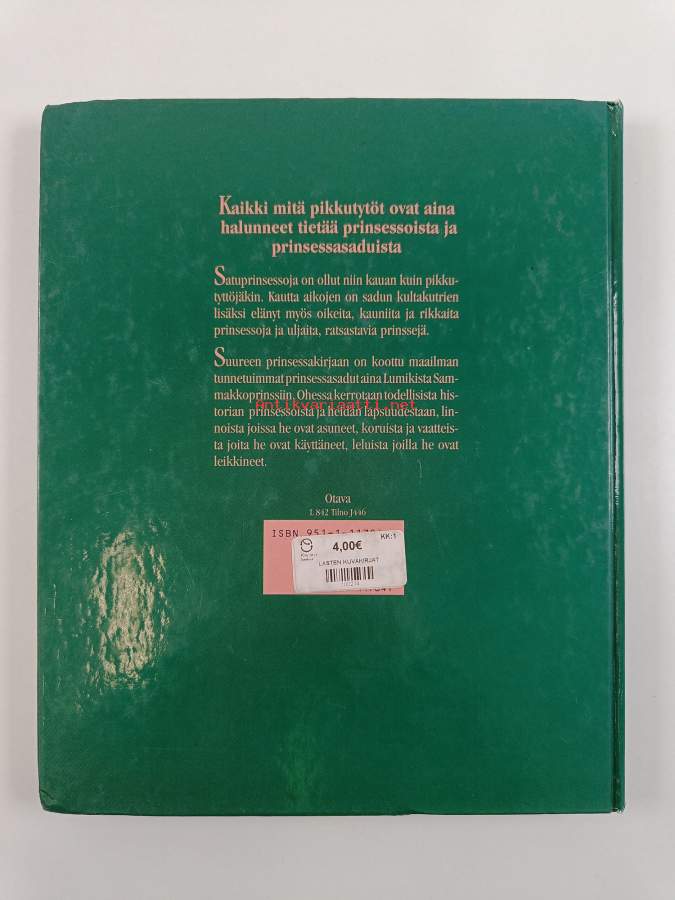 Kaikki mitä pikkutytöt ovat aina
halunneet tietää prinsessoista ja
prinsessasaduista
Satuprinsessoja on ollut niin kauan kuin pikku-
tyttöjäkin. Kautta aikojen on sadun kultakutrien
lisäksi elänyt myös oikeita, kauniita ja rikkaita
prinsessoja ja uljaita, ratsastavia prinssejä.
Suureen prinsessakirjaan on koottu maailman
tunnetuimmat prinsessasadut aina Lumikista Sam-
makkoprinssiin. Ohessa kerrotaan todellisista his-
antikvariaatti.net
torian prinsessoista ja heidän lapsuudestaan, lin-
noista joissa he ovat asuneet, koruista ja vaatteis-
ta joita he ovat käyttäneet, leluista joilla he ovat
leikkineet.
Otava
L 842 Tilno J446
ISBN 951-1-
KK:1
4,00€
LASTEN KUVAKIRJAT